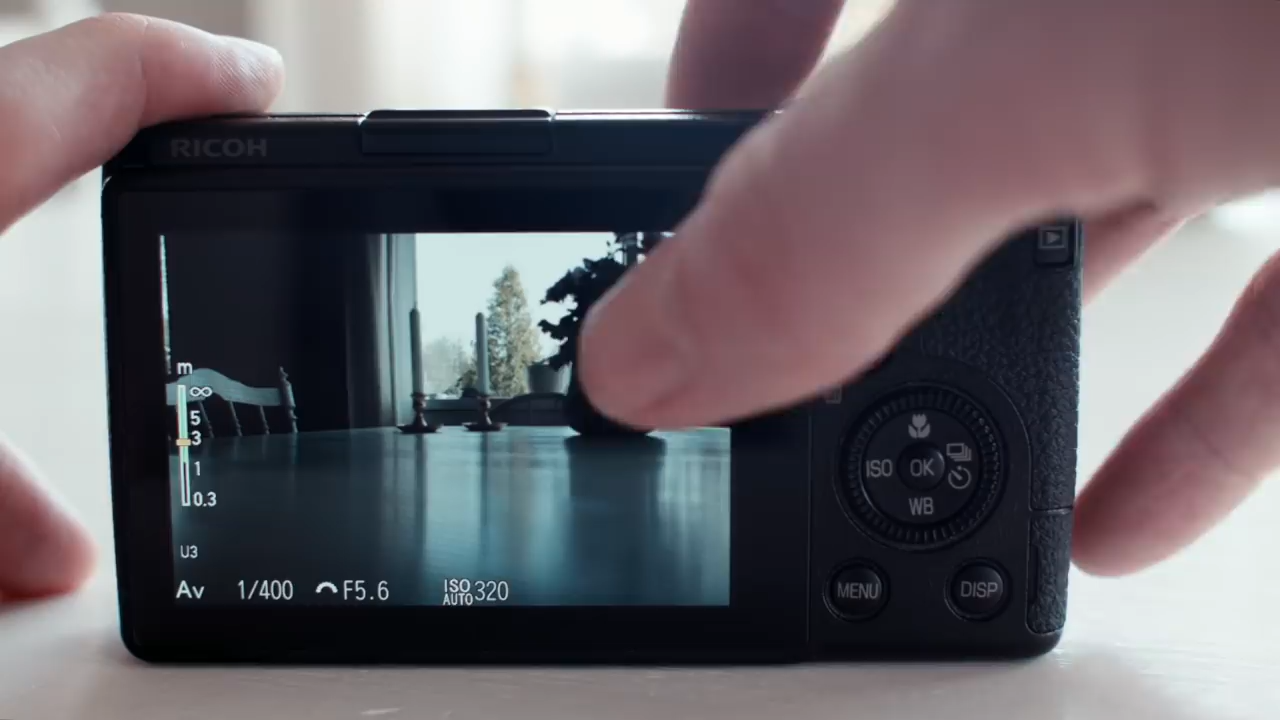 RICOH
m
∞
5
3
1
0.3
U3
Av 1/400 F5.6 ISO AUTO 320
ISO OK
WB
MENU DISP